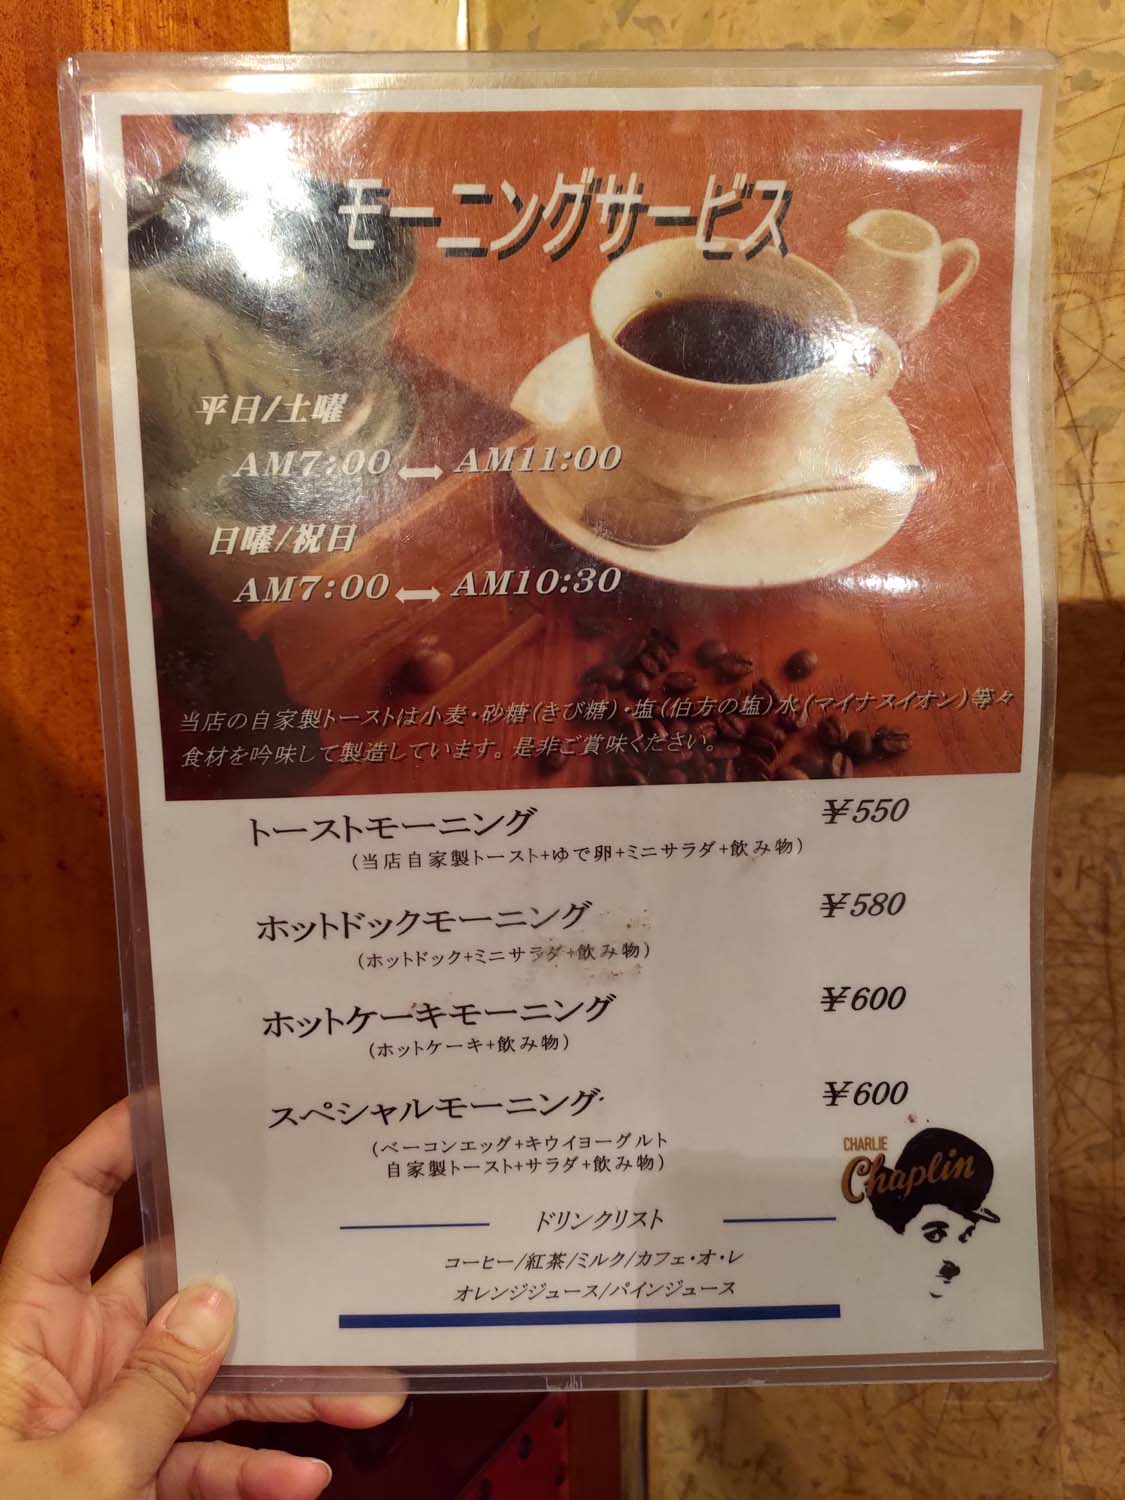 モーニングサービス
平日/土曜
AM7:00 ↔ AM11:00
日曜/祝日
AM7:00 ↔ AM10:30
当店の自家製トーストは小麦・砂糖(きび糖)・塩(伯方の塩)水(マイナスイオン)等々
食材を吟味して製造しています。是非ご賞味ください。
トーストモーニング ¥550
(当店自家製トースト+ゆで卵+ミニサラダ+飲み物)
ホットドックモーニング ¥580
(ホットドック+ミニサラダ+飲み物)
ホットケーキモーニング ¥600
(ホットケーキ+飲み物)
スペシャルモーニング ¥600
(ベーコンエッグ+キウイヨーグルト
自家製トースト+サラダ+飲み物)
CHARLIE
Chaplin
ドリンクリスト
コーヒー/紅茶/ミルク/カフェ・オ・レ
オレンジジュース/パインジュース